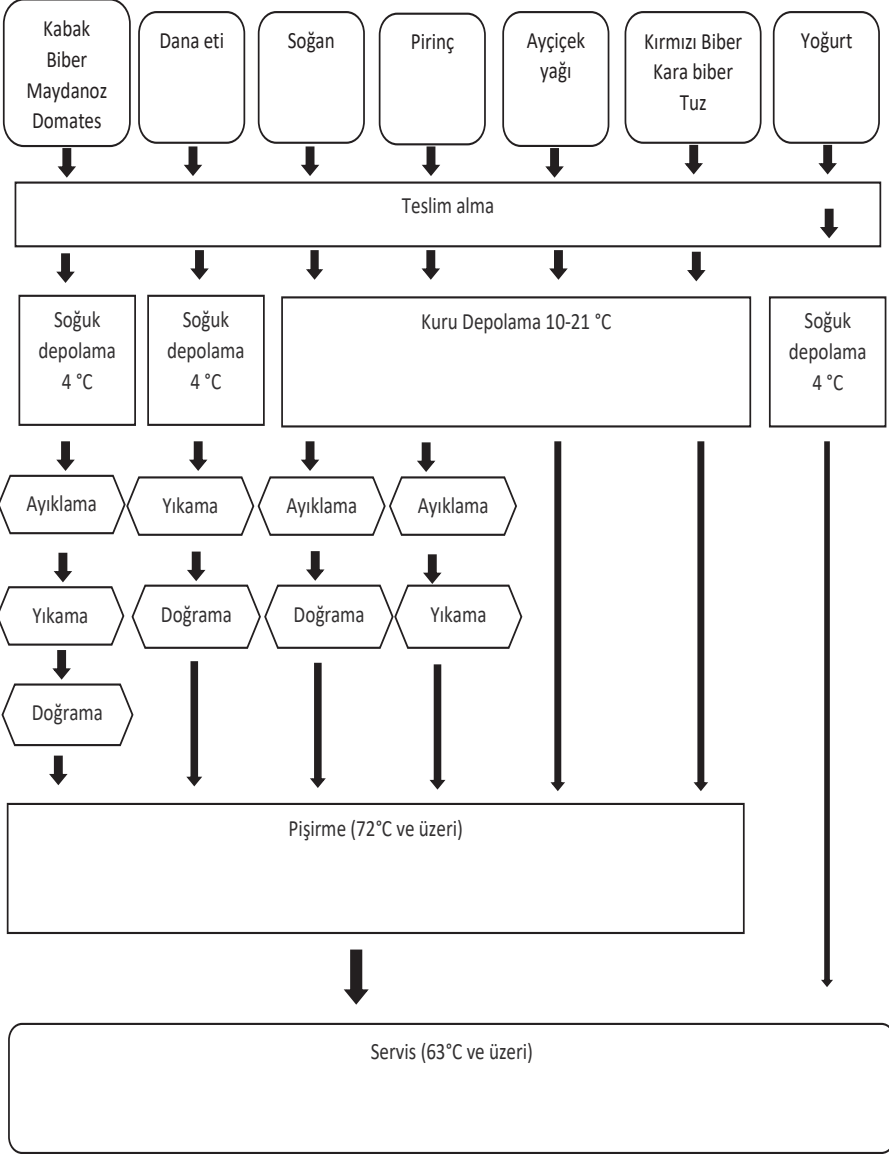 Kabak
Biber
Maydanoz
Domates
Dana eti
Soğan
Pirinç
Ayçiçek
yağı
Kırmızı Biber
Kara biber
Tuz
Yoğurt
Teslim alma
Soğuk
depolama
4 °C
Soğuk
depolama
4 °C
Kuru Depolama 10-21 °C
Soğuk
depolama
4 °C
Ayıklama
Yıkama
Ayıklama
Ayıklama
Yıkama
Doğrama
Doğrama
Yıkama
Doğrama
Pişirme (72°C ve üzeri)
Servis (63°C ve üzeri)